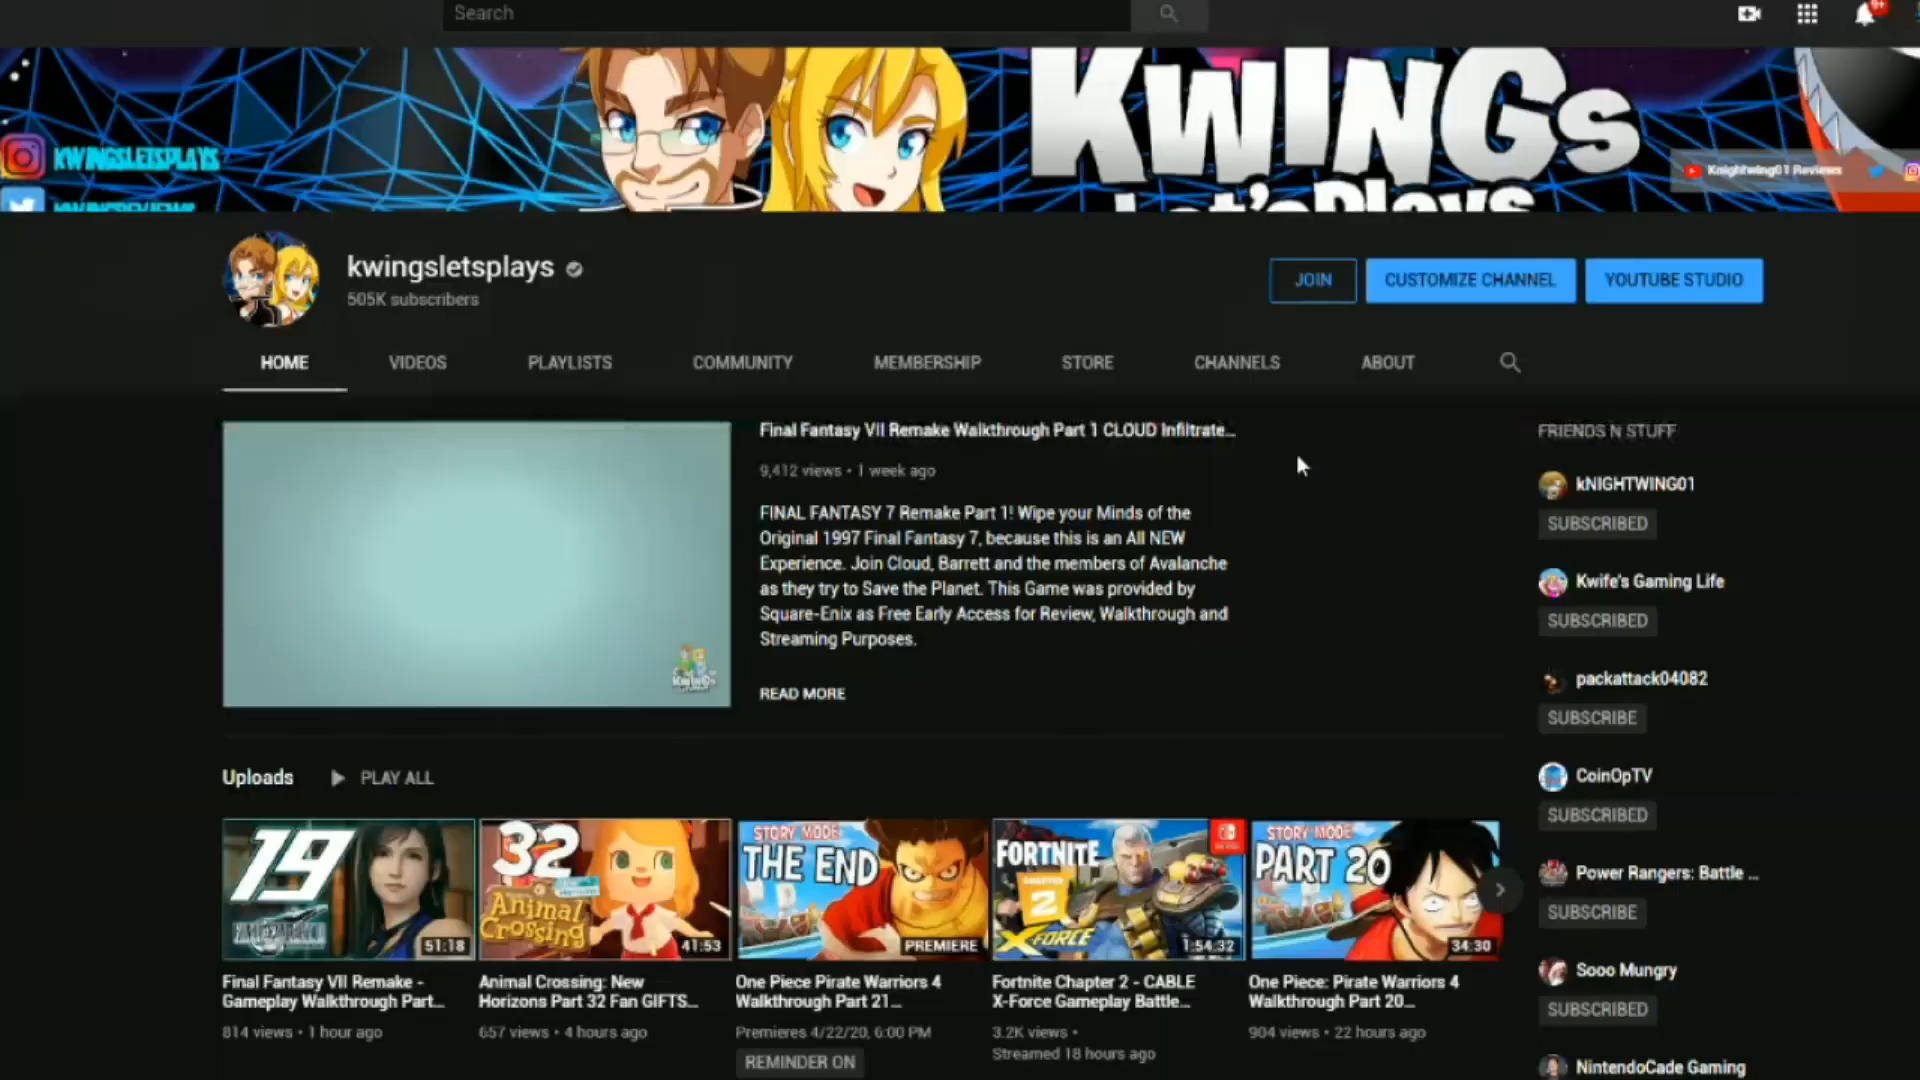 Search
9+
KWINGs
Let'sPlays
KWINGSLETSPLAYS
KWINGREVIEWS
Knightwing01 Reviews
kwingsletsplays
505K subscribers
JOIN
CUSTOMIZE CHANNEL
YOUTUBE STUDIO
HOME
VIDEOS
PLAYLISTS
COMMUNITY
MEMBERSHIP
STORE
CHANNELS
ABOUT
Final Fantasy VII Remake Walkthrough Part 1 CLOUD Infiltrate...
9,412 views • 1 week ago
FINAL FANTASY 7 Remake Part 1! Wipe your Minds of the
Original 1997 Final Fantasy 7, because this is an All NEW
Experience. Join Cloud, Barrett and the members of Avalanche
as they try to Save the Planet. This Game was provided by
Square-Enix as Free Early Access for Review, Walkthrough and
Streaming Purposes.
READ MORE
FRIENDS N STUFF
kNIGHTWING01
SUBSCRIBED
Kwife's Gaming Life
SUBSCRIBED
packattack04082
SUBSCRIBE
CoinOpTV
SUBSCRIBED
Power Rangers: Battle ...
SUBSCRIBE
Sooo Mungry
SUBSCRIBED
NintendoCade Gaming
Uploads
PLAY ALL
19
51:18
Final Fantasy VII Remake -
Gameplay Walkthrough Part...
814 views • 1 hour ago
32
Animal
Crossing
41:53
Animal Crossing: New
Horizons Part 32 Fan GIFTS...
657 views • 4 hours ago
STORY MODE
THE END
PREMIERE
One Piece Pirate Warriors 4
Walkthrough Part 21...
Premieres 4/22/20, 6:00 PM
REMINDER ON
FORTNITE
CHAPTER
2
X-FORCE
1:54:32
Fortnite Chapter 2 - CABLE
X-Force Gameplay Battle...
3.2K views •
Streamed 18 hours ago
STORY MODE
PART 20
34:30
One Piece: Pirate Warriors 4
Walkthrough Part 20...
904 views • 22 hours ago